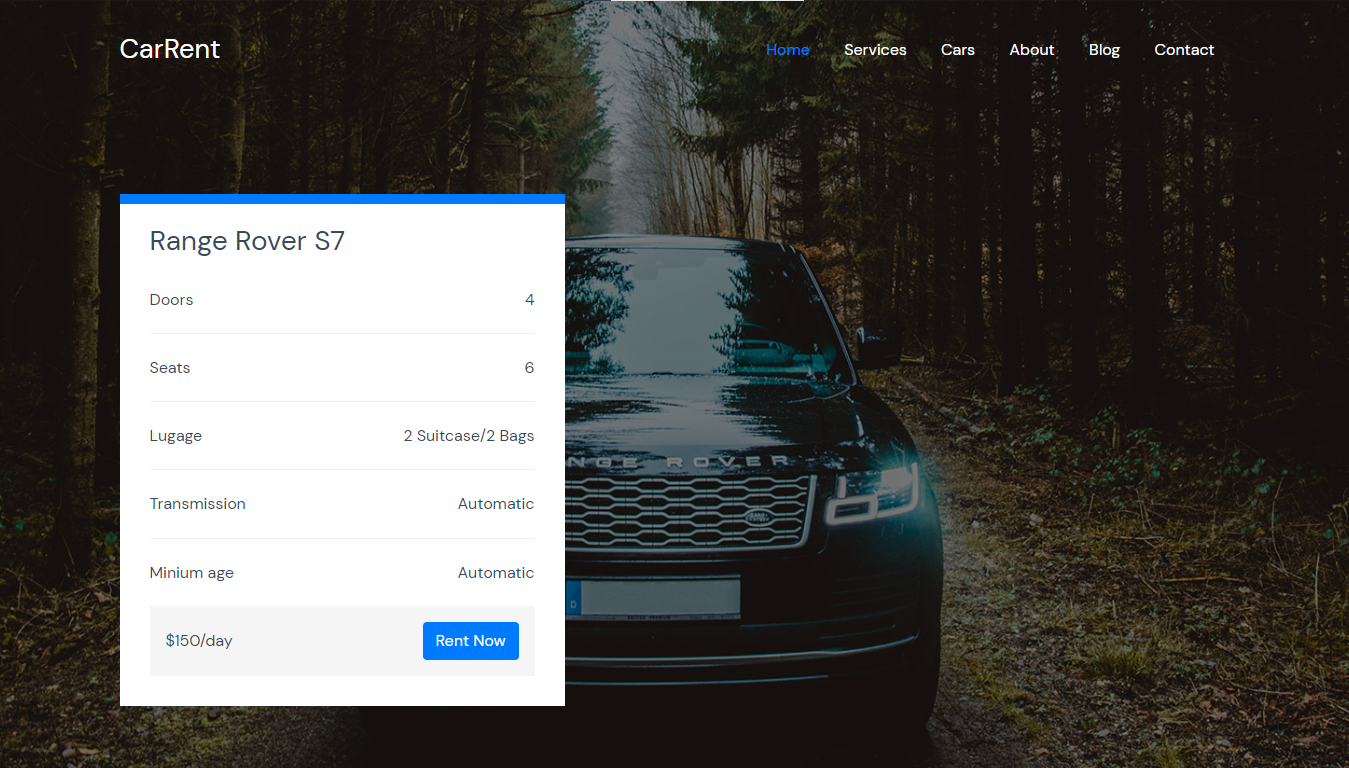 CarRent
Home Services Cars About Blog Contact
Range Rover S7
Doors 4
Seats 6
Lugage 2 Suitcase/2 Bags
Transmission Automatic
Minium age Automatic
$150/day Rent Now
NGE ROVER
D